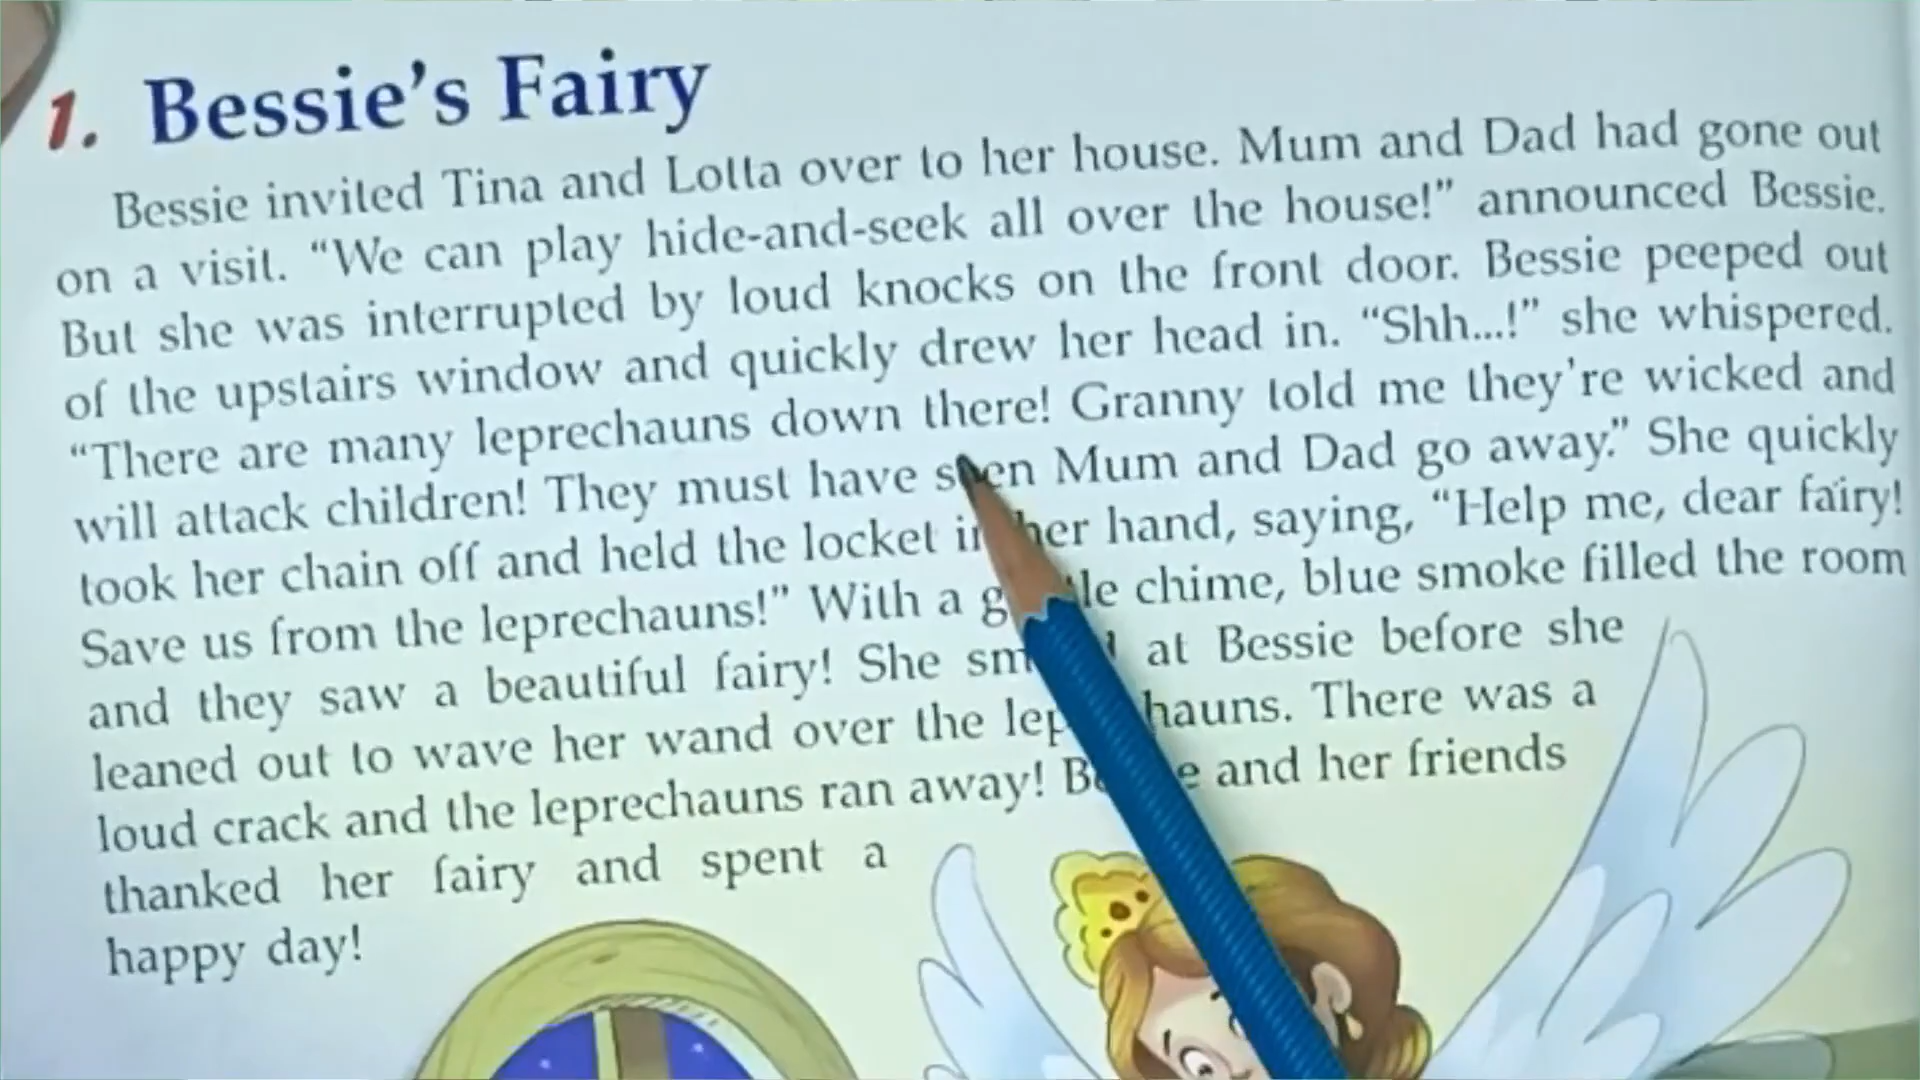 1. Bessie's Fairy
Bessie invited Tina and Lotta over to her house. Mum and Dad had gone out
on a visit. “We can play hide-and-seek all over the house!” announced Bessie.
But she was interrupted by loud knocks on the front door. Bessie peeped out
of the upstairs window and quickly drew her head in. “Shh...!” she whispered.
“There are many leprechauns down there! Granny told me they're wicked and
will attack children! They must have seen Mum and Dad go away.” She quickly
took her chain off and held the locket in her hand, saying, “Help me, dear fairy!
Save us from the leprechauns!” With a gentle chime, blue smoke filled the room
and they saw a beautiful fairy! She smiled at Bessie before she
leaned out to wave her wand over the leprechauns. There was a
loud crack and the leprechauns ran away! Bessie and her friends
thanked her fairy and spent a
happy day!